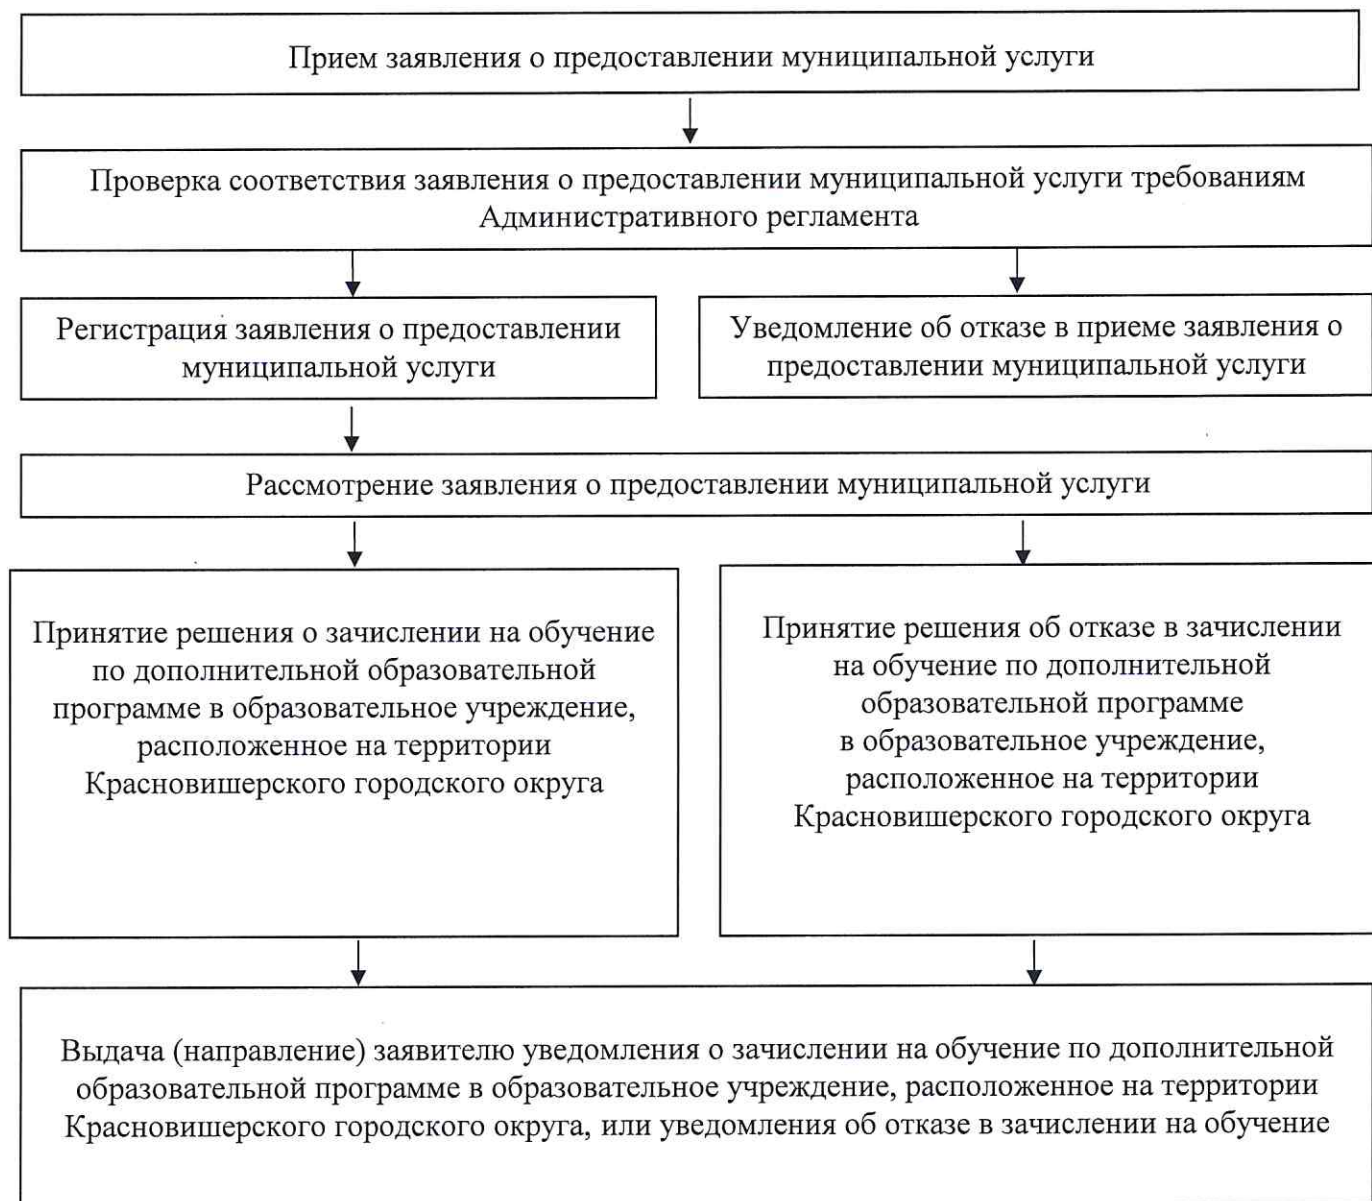 Прием заявления о предоставлении муниципальной услуги
Проверка соответствия заявления о предоставлении муниципальной услуги требованиям
Административного регламента
Регистрация заявления о предоставлении
муниципальной услуги
Уведомление об отказе в приеме заявления о
предоставлении муниципальной услуги
Рассмотрение заявления о предоставлении муниципальной услуги
Принятие решения о зачислении на обучение
по дополнительной образовательной
программе в образовательное учреждение,
расположенное на территории
Красновишерского городского округа
Принятие решения об отказе в зачислении
на обучение по дополнительной
образовательной программе
в образовательное учреждение,
расположенное на территории
Красновишерского городского округа
Выдача (направление) заявителю уведомления о зачислении на обучение по дополнительной
образовательной программе в образовательное учреждение, расположенное на территории
Красновишерского городского округа, или уведомления об отказе в зачислении на обучение